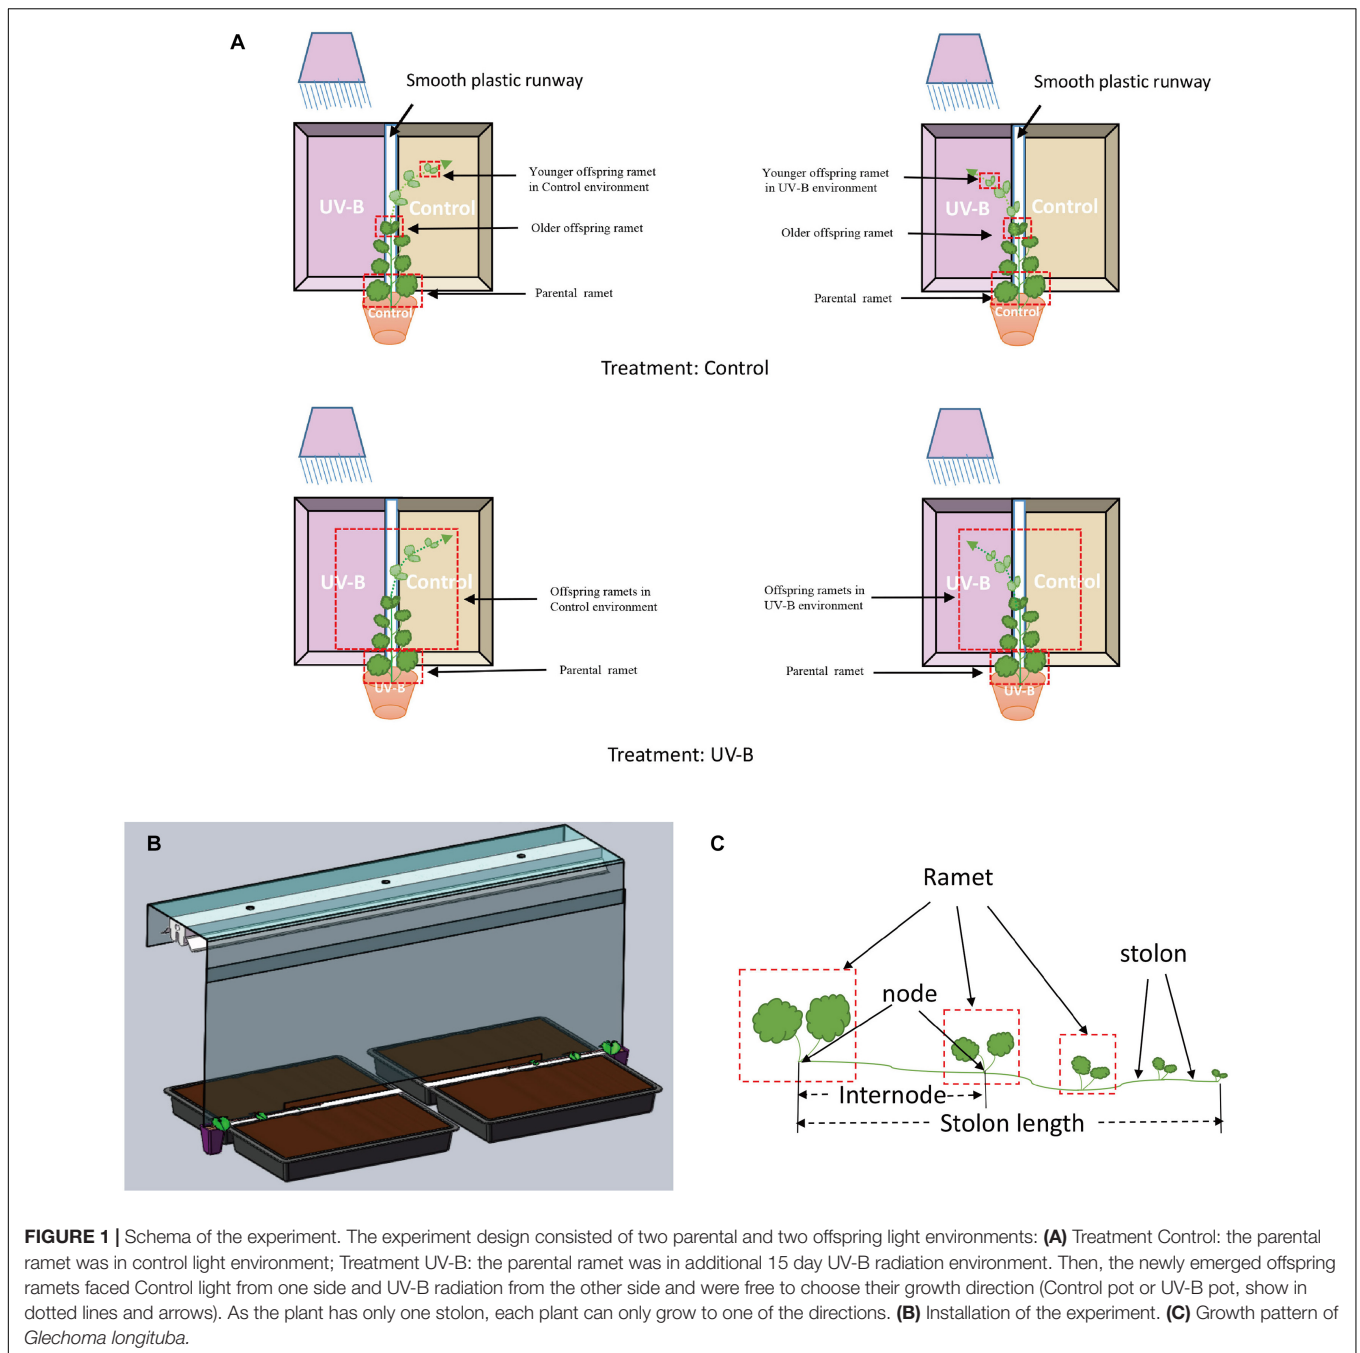 A
Smooth plastic runway
Younger offspring ramet
in Control environment
UV-B
Control
Older offspring ramet
Parental ramet
Control
Smooth plastic runway
Younger offspring ramet
in UV-B environment
UV-B
Control
Older offspring ramet
Parental ramet
Control
Treatment: Control
UV-B
Control
Offspring ramets in
Control environment
Parental ramet
UV-B
Offspring ramets in
UV-B environment
UV-B
Control
Parental ramet
UV-B
Treatment: UV-B
B
C
Ramet
stolon
node
Internode
Stolon length
FIGURE 1 | Schema of the experiment. The experiment design consisted of two parental and two offspring light environments: (A) Treatment Control: the parental
ramet was in control light environment; Treatment UV-B: the parental ramet was in additional 15 day UV-B radiation environment. Then, the newly emerged offspring
ramets faced Control light from one side and UV-B radiation from the other side and were free to choose their growth direction (Control pot or UV-B pot, show in
dotted lines and arrows). As the plant has only one stolon, each plant can only grow to one of the directions. (B) Installation of the experiment. (C) Growth pattern of
Glechoma longituba.